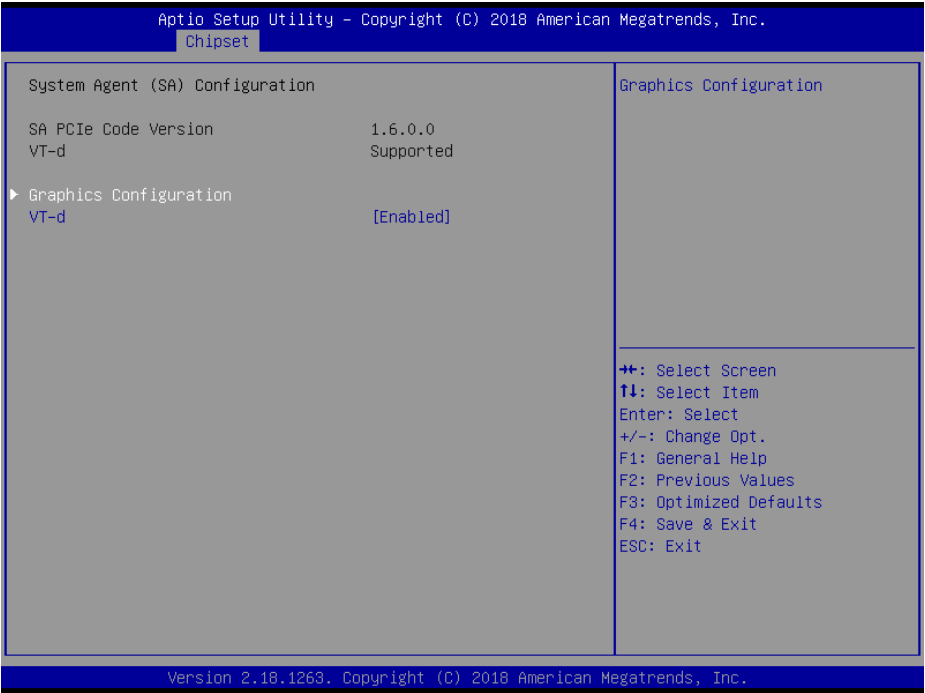 Aptio Setup Utility – Copyright (C) 2018 American Megatrends, Inc.
Chipset
System Agent (SA) Configuration
SA PCIe Code Version 1.6.0.0
VT-d Supported
Graphics Configuration
VT-d [Enabled]
Graphics Configuration
→←: Select Screen
↑↓: Select Item
Enter: Select
+/-: Change Opt.
F1: General Help
F2: Previous Values
F3: Optimized Defaults
F4: Save & Exit
ESC: Exit
Version 2.18.1263. Copyright (C) 2018 American Megatrends, Inc.